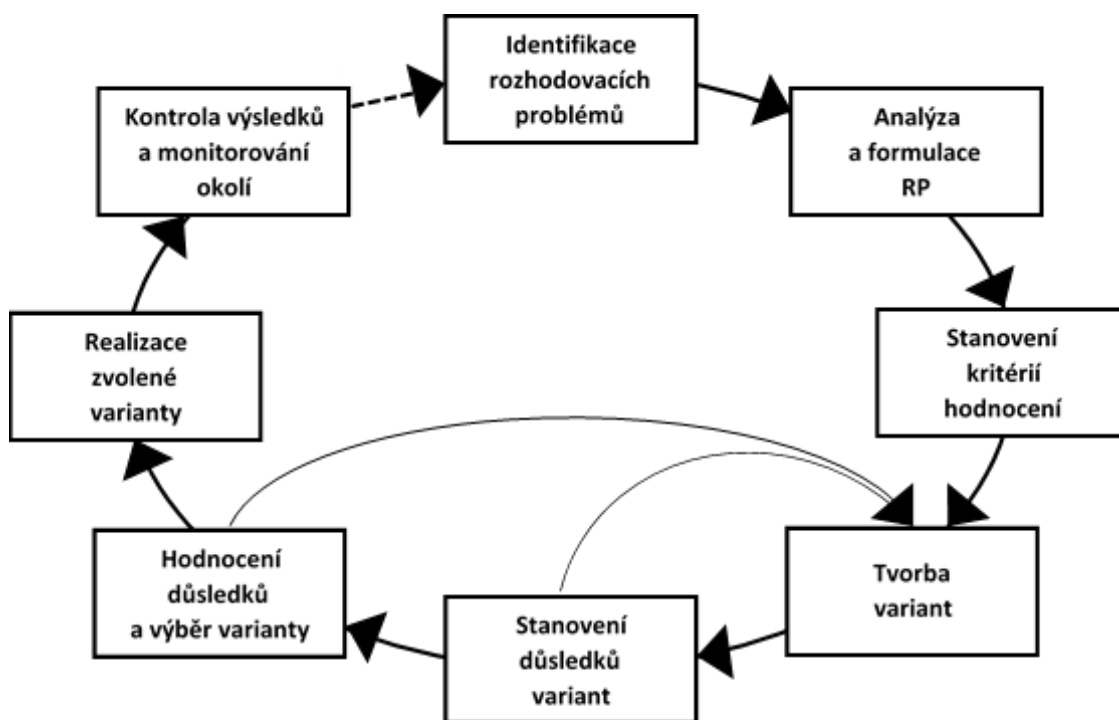 Identifikace
rozhodovacích
problémů
Analýza
a formulace
RP
Stanovení
kritérií
hodnocení
Tvorba
variant
Stanovení
důsledků
variant
Hodnocení
důsledků
a výběr varianty
Realizace
zvolené
varianty
Kontrola výsledků
a monitorování
okolí